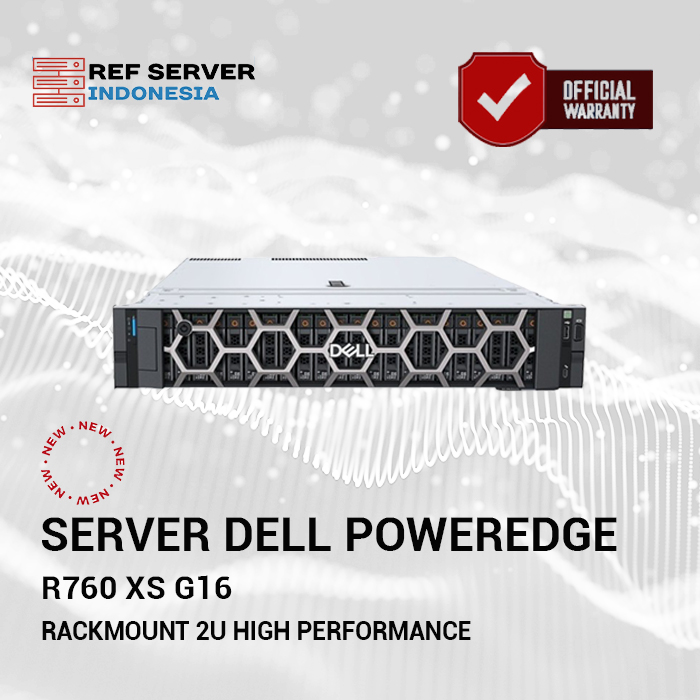 REF SERVER
INDONESIA
OFFICIAL
WARRANTY
DELL
NEW • NEW • NEW • NEW • NEW •
SERVER DELL POWEREDGE
R760 XS G16
RACKMOUNT 2U HIGH PERFORMANCE